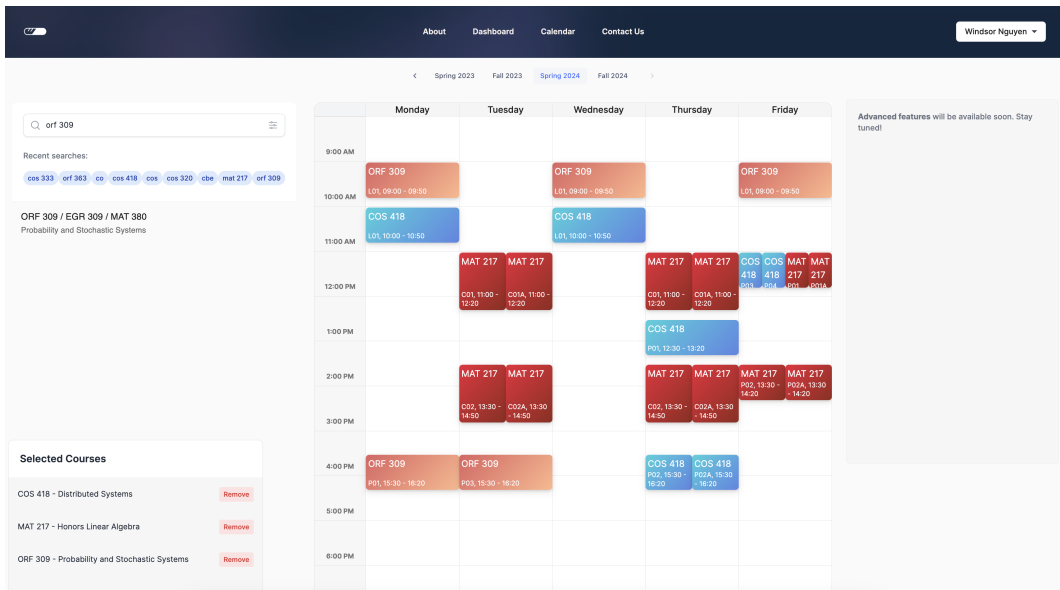 About Dashboard Calendar Contact Us
Windsor Nguyen
Spring 2023 Fall 2023 Spring 2024 Fall 2024
orf 309
Recent searches:
cos 333 orf 363 co cos 418 cos cos 320 cbe mat 217 orf 309
ORF 309 / EGR 309 / MAT 380
Probability and Stochastic Systems
Selected Courses
COS 418 - Distributed Systems Remove
MAT 217 - Honors Linear Algebra Remove
ORF 309 - Probability and Stochastic Systems Remove
Monday Tuesday Wednesday Thursday Friday
9:00 AM
ORF 309
L01, 09:00 - 09:50
ORF 309
L01, 09:00 - 09:50
ORF 309
L01, 09:00 - 09:50
10:00 AM
COS 418
L01, 10:00 - 10:50
COS 418
L01, 10:00 - 10:50
11:00 AM
MAT 217
C01, 11:00 -
12:20
MAT 217
C01A, 11:00 -
12:20
MAT 217
C01, 11:00 -
12:20
MAT 217
C01A, 11:00 -
12:20
COS
418
P03
COS
418
P04
MAT
217
P01
MAT
217
P01A
12:00 PM
COS 418
P01, 12:30 - 13:20
1:00 PM
MAT 217
C02, 13:30 -
14:50
MAT 217
C02A, 13:30
- 14:50
MAT 217
C02, 13:30 -
14:50
MAT 217
C02A, 13:30
- 14:50
MAT 217
P02, 13:30 -
14:20
MAT 217
P02A, 13:30
- 14:20
2:00 PM
3:00 PM
ORF 309
P01, 15:30 - 16:20
ORF 309
P03, 15:30 - 16:20
COS 418
P02, 15:30 -
16:20
COS 418
P02A, 15:30
- 16:20
4:00 PM
5:00 PM
6:00 PM
Advanced features will be available soon. Stay
tuned!